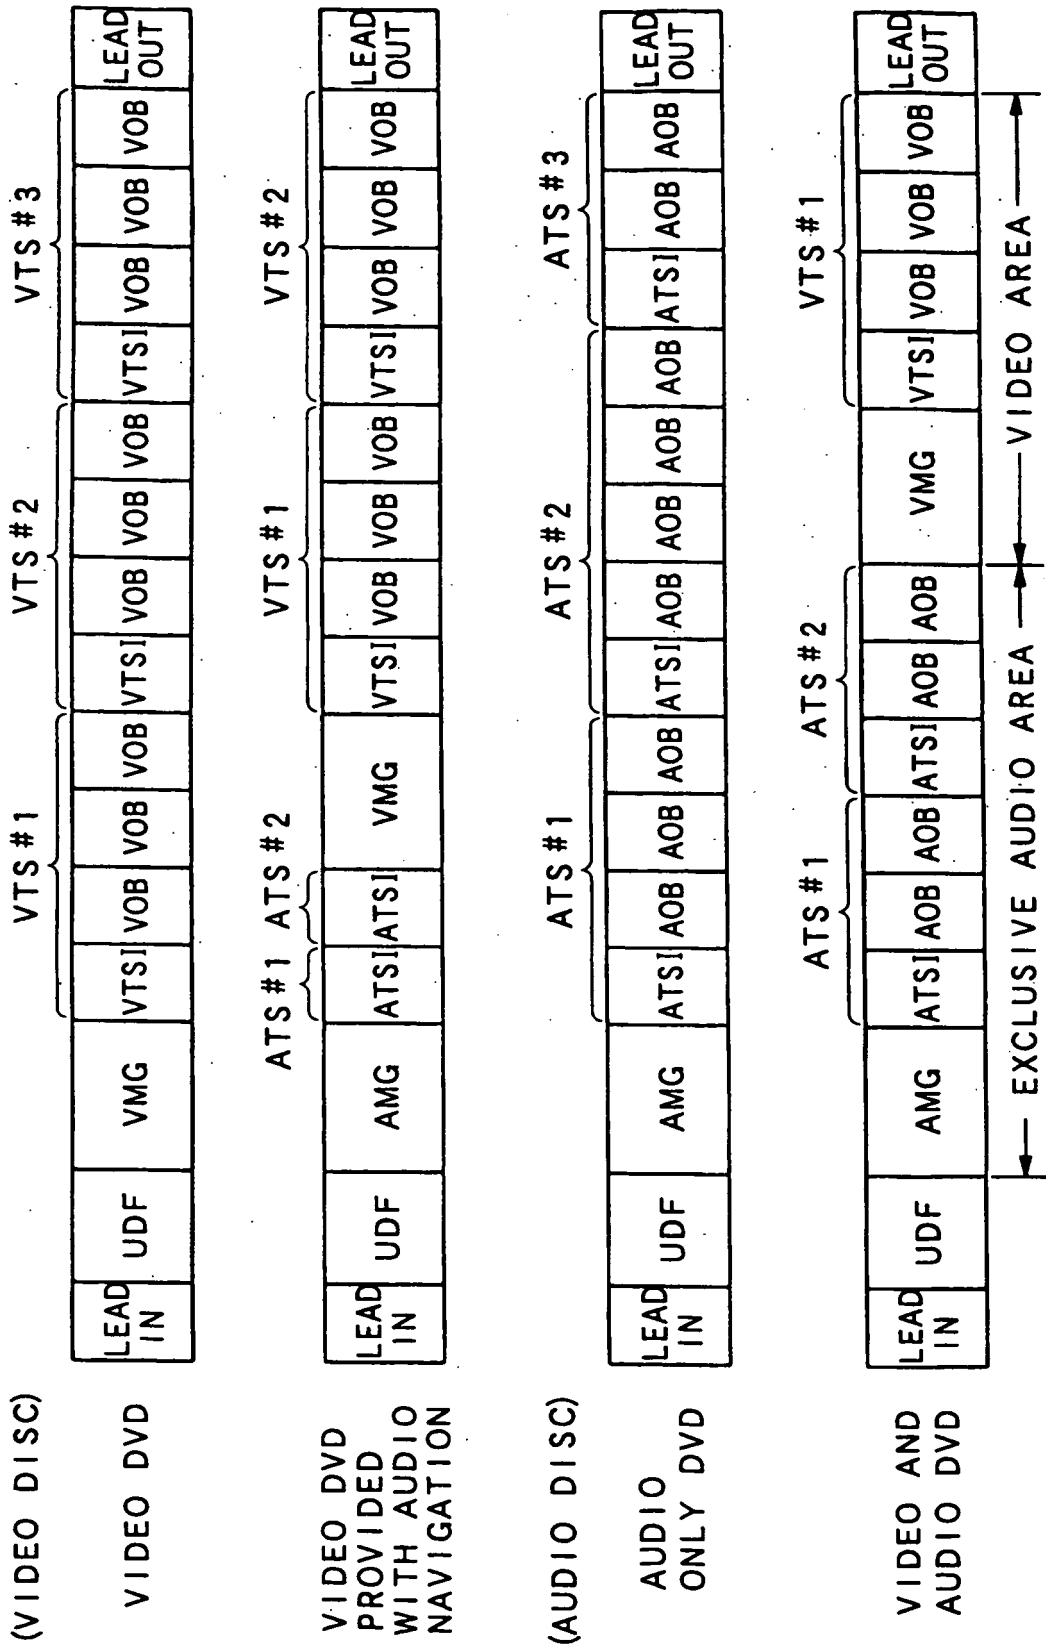 (VIDEO DISC)
VTS#1 VTS#2 VTS#3
VIDEO DVD
LEAD IN UDF VMG VTSI VOB VOB VOB VTSI VOB VOB VOB VTSI VOB VOB VOB LEAD OUT
ATS#1 ATS#2 VTS#1 VTS#2
VIDEO DVD
PROVIDED
WITH AUDIO
NAVIGATION
LEAD IN UDF AMG ATSI ATSI VMG VTSI VOB VOB VOB VTSI VOB VOB VOB LEAD OUT
(AUDIO DISC)
ATS#1 ATS#2 ATS#3
AUDIO
ONLY DVD
LEAD IN UDF AMG ATSI AOB AOB AOB ATSI AOB AOB AOB AOB ATSI AOB AOB LEAD OUT
ATS#1 ATS#2 VTS#1
VIDEO AND
AUDIO DVD
LEAD IN UDF AMG ATSI AOB AOB ATSI AOB AOB VMG VTSI VOB VOB VOB LEAD OUT
EXCLUSIVE AUDIO AREA VIDEO AREA